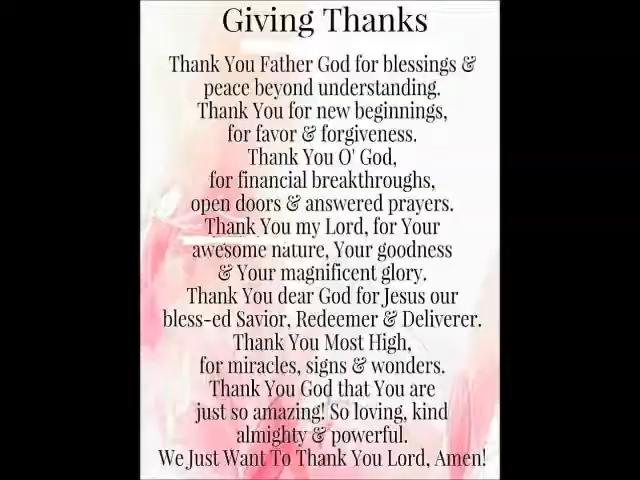 Giving Thanks
Thank You Father God for blessings &
peace beyond understanding.
Thank You for new beginnings,
for favor & forgiveness.
Thank You O' God,
for financial breakthroughs,
open doors & answered prayers.
Thank You my Lord, for Your
awesome nature, Your goodness
& Your magnificent glory.
Thank You dear God for Jesus our
bless-ed Savior, Redeemer & Deliverer.
Thank You Most High,
for miracles, signs & wonders.
Thank You God that You are
just so amazing! So loving, kind
almighty & powerful.
We Just Want To Thank You Lord, Amen!